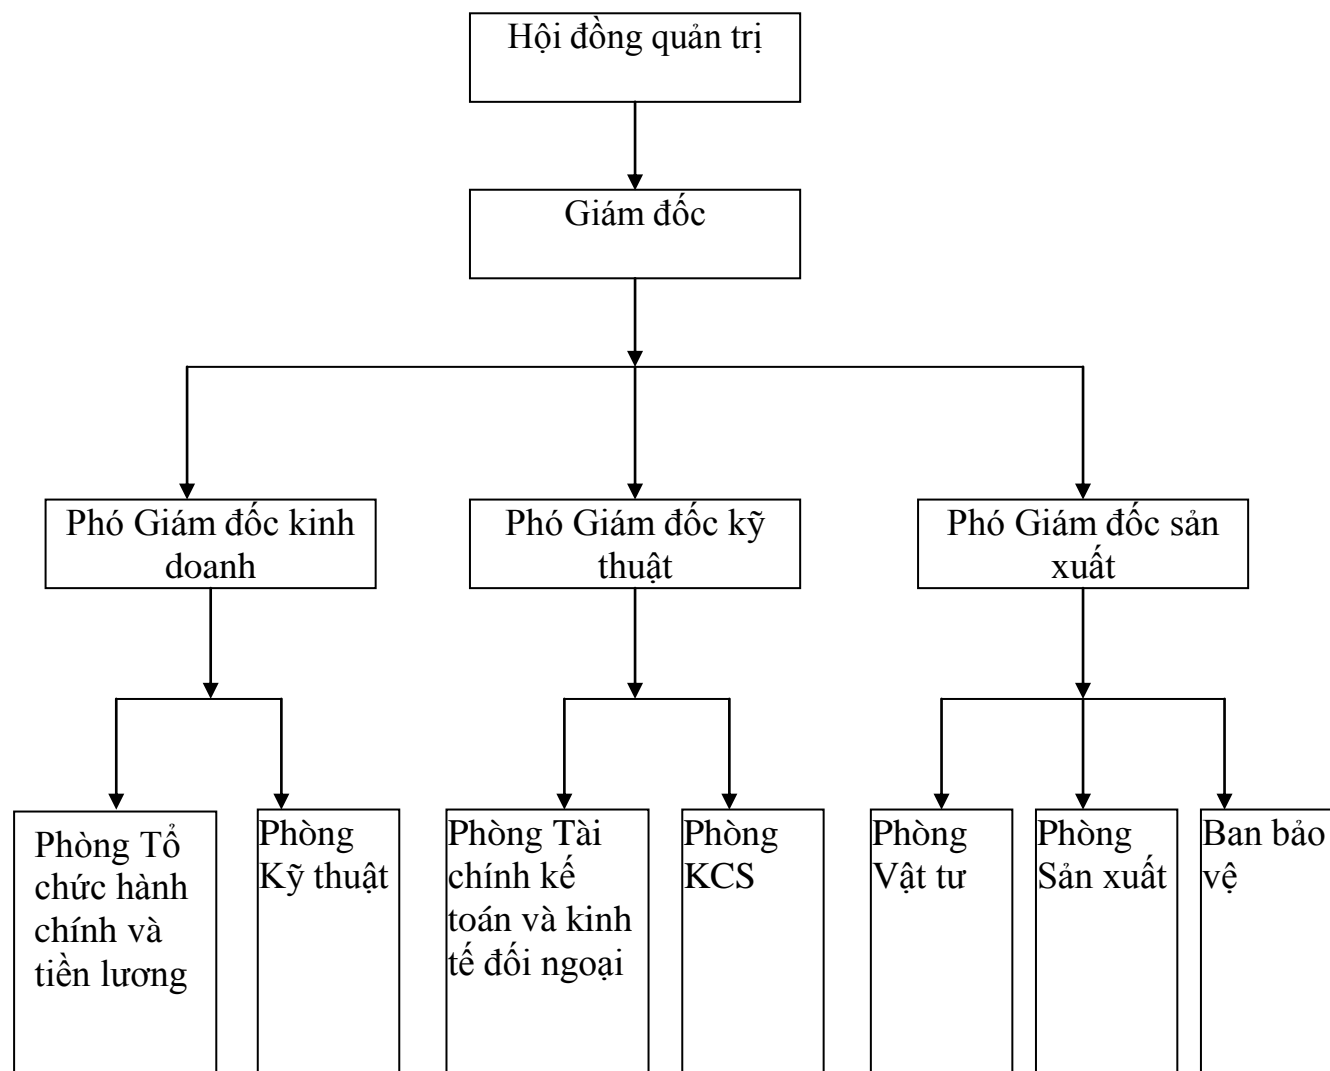 Hội đồng quản trị
Giám đốc
Phó Giám đốc kinh
doanh
Phó Giám đốc kỹ
thuật
Phó Giám đốc sản
xuất
Phòng Tổ
chức hành
chính và
tiền lương
Phòng
Kỹ thuật
Phòng Tài
chính kế
toán và kinh
tế đối ngoại
Phòng
KCS
Phòng
Vật tư
Phòng
Sản xuất
Ban bảo
vệ